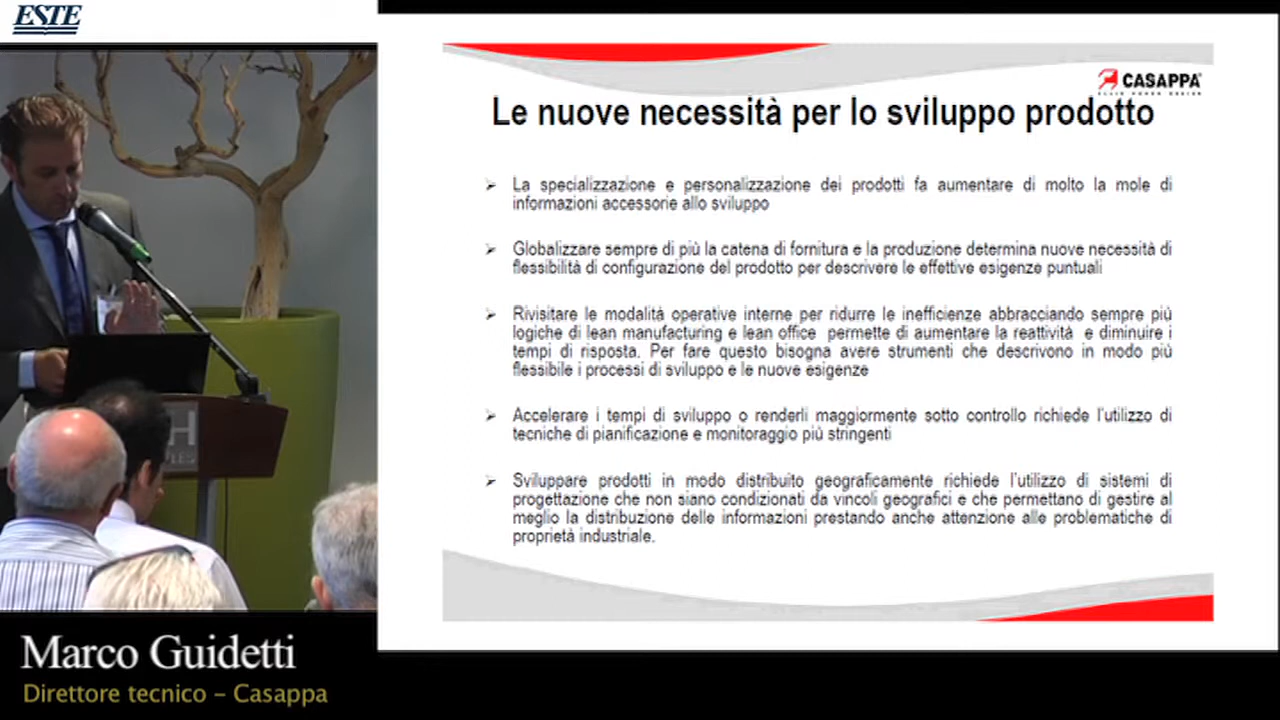 ESTE
CASAPPA
Le nuove necessità per lo sviluppo prodotto
La specializzazione e personalizzazione dei prodotti fa aumentare di molto la mole di
informazioni accessorie allo sviluppo
Globalizzare sempre di più la catena di fornitura e la produzione determina nuove necessità di
flessibilità di configurazione del prodotto per descrivere le effettive esigenze puntuali
Rivisitare le modalità operative interne per ridurre le inefficienze abbracciando sempre più
logiche di lean manufacturing e lean office permette di aumentare la reattività e diminuire i
tempi di risposta. Per fare questo bisogna avere strumenti che descrivono in modo più
flessibile i processi di sviluppo e le nuove esigenze
Accelerare i tempi di sviluppo o renderli maggiormente sotto controllo richiede l'utilizzo di
tecniche di pianificazione e monitoraggio più stringenti
Sviluppare prodotti in modo distribuito geograficamente richiede l'utilizzo di sistemi di
progettazione che non siano condizionati da vincoli geografici e che permettano di gestire al
meglio la distribuzione delle informazioni prestando anche attenzione alle problematiche di
proprietà industriale.
H
Marco Guidetti
Direttore tecnico – Casappa